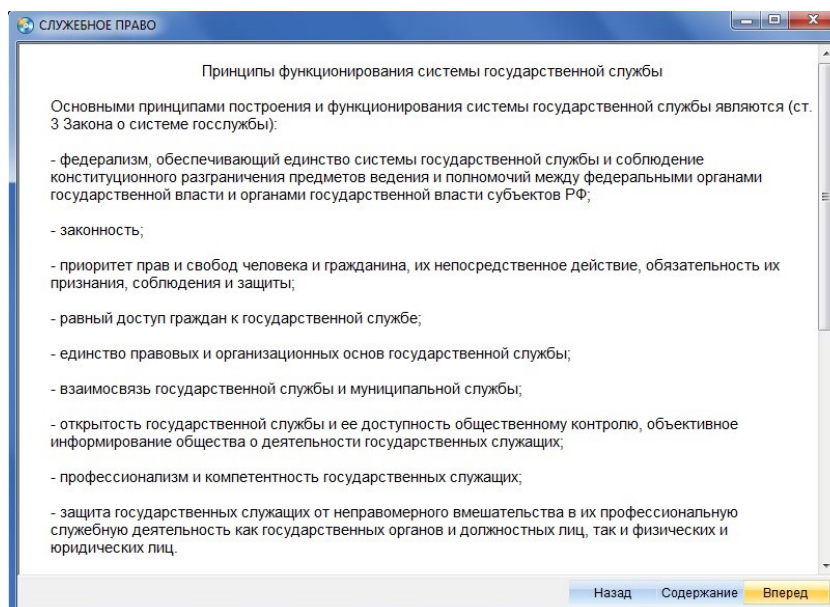 СЛУЖЕБНОЕ ПРАВО
Принципы функционирования системы государственной службы
Основными принципами построения и функционирования системы государственной службы являются (ст.
3 Закона о системе госслужбы):
- федерализм, обеспечивающий единство системы государственной службы и соблюдение
конституционного разграничения предметов ведения и полномочий между федеральными органами
государственной власти и органами государственной власти субъектов РФ;
- законность;
- приоритет прав и свобод человека и гражданина, их непосредственное действие, обязательность их
признания, соблюдения и защиты;
- равный доступ граждан к государственной службе;
- единство правовых и организационных основ государственной службы;
- взаимосвязь государственной службы и муниципальной службы;
- открытость государственной службы и ее доступность общественному контролю, объективное
информирование общества о деятельности государственных служащих;
- профессионализм и компетентность государственных служащих;
- защита государственных служащих от неправомерного вмешательства в их профессиональную
служебную деятельность как государственных органов и должностных лиц, так и физических и
юридических лиц.
Назад Содержание Вперед